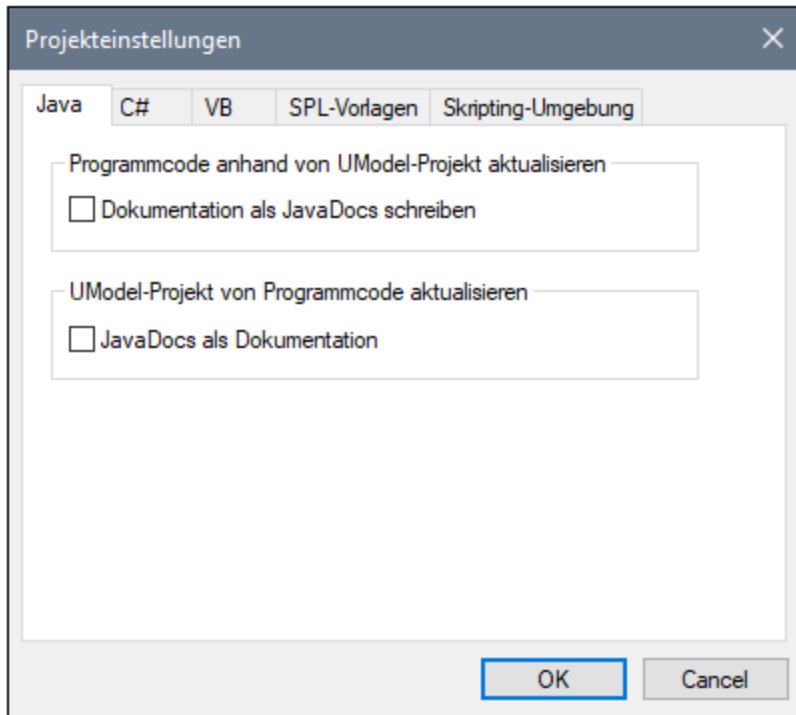 Projekteinstellungen
Java C# VB SPL-Vorlagen Skripting-Umgebung
Programmcode anhand von UModel-Projekt aktualisieren
Dokumentation als JavaDocs schreiben
UModel-Projekt von Programmcode aktualisieren
JavaDocs als Dokumentation
OK Cancel